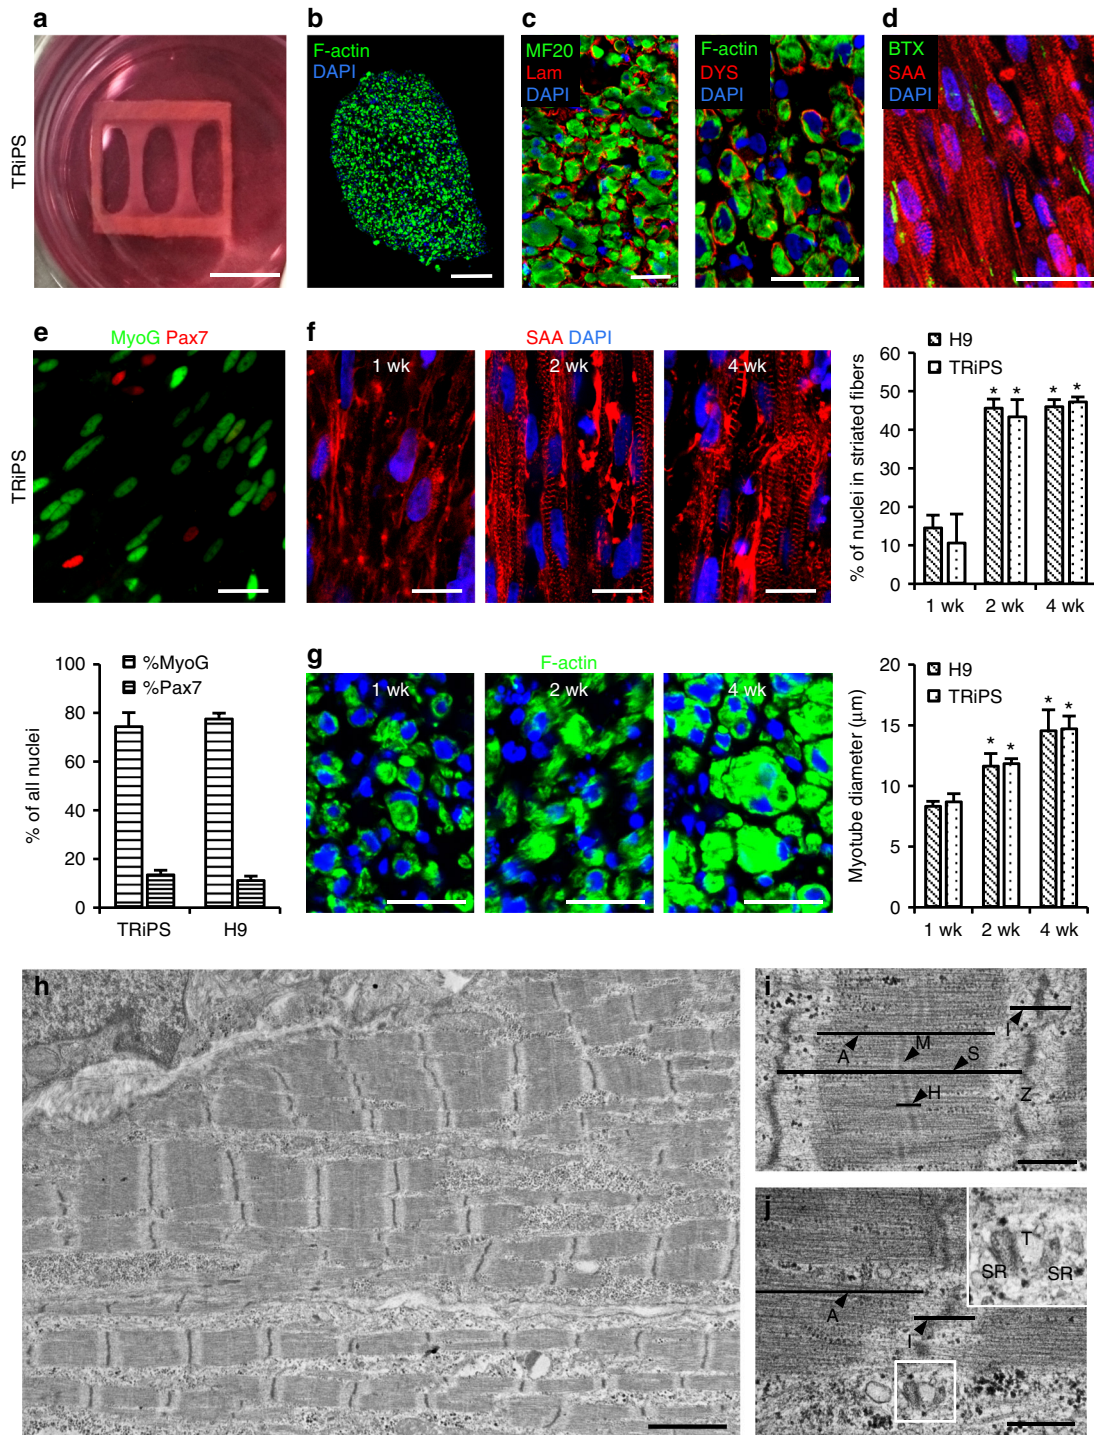 a
b
c
d
TRiPS
F-actin
DAPI
MF20
Lam
DAPI
F-actin
DYS
DAPI
BTX
SAA
DAPI
e
MyoG Pax7
TRiPS
f
SAA DAPI
1 wk
2 wk
4 wk
H9
TRiPS
% of nuclei in striated fibers
60
50
40
30
20
10
0
* * * *
1 wk 2 wk 4 wk
%MyoG
%Pax7
% of all nuclei
100
80
60
40
20
0
TRiPS H9
g
F-actin
1 wk
2 wk
4 wk
H9
TRiPS
Myotube diameter (μm)
20
15
10
5
0
* * * *
1 wk 2 wk 4 wk
h
i
I
A
M
S
H
Z
j
A
I
T
SR SR